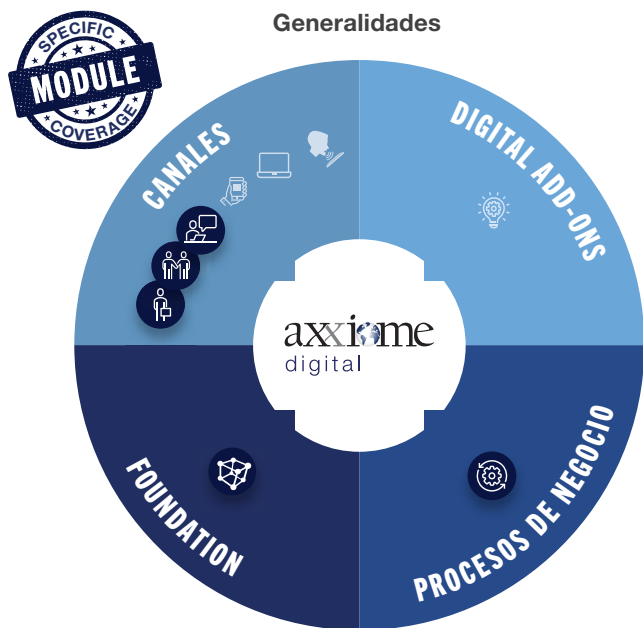 Generalidades
SPECIFIC
MODULE
COVERAGE
CANALES
DIGITAL ADD-ONS
axxiome
digital
FOUNDATION
PROCESOS DE NEGOCIO